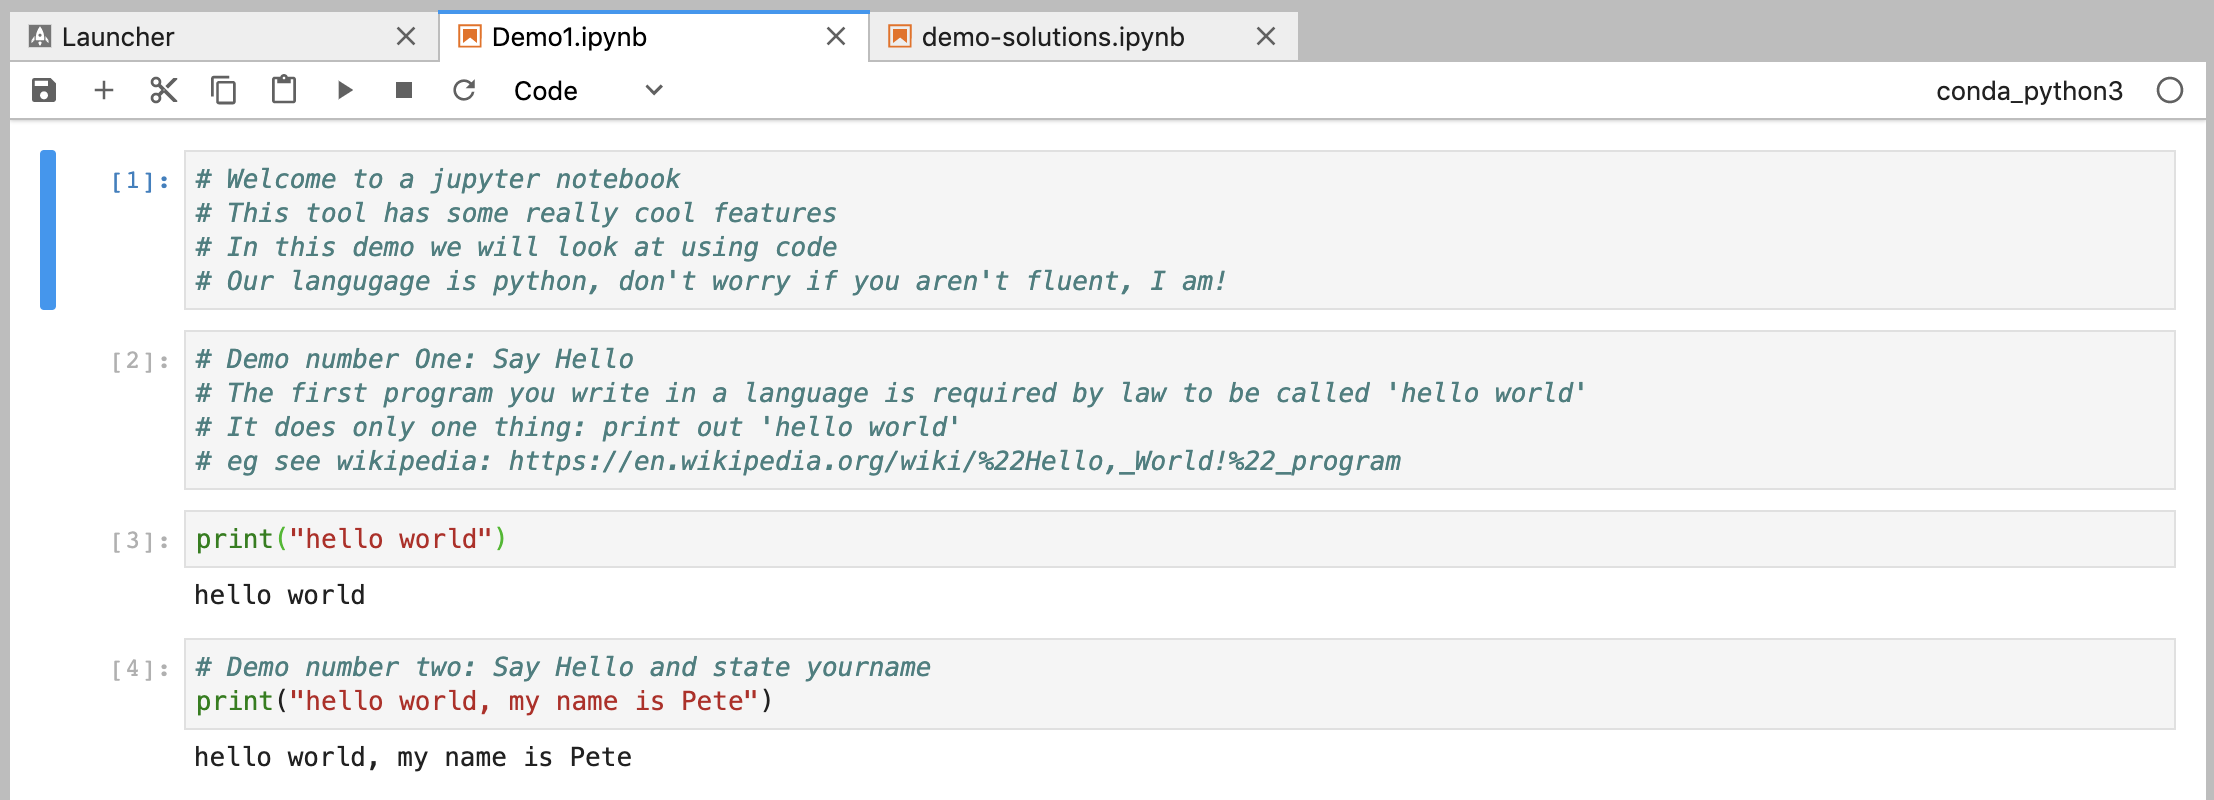 Launcher
Demo1.ipynb
demo-solutions.ipynb
Code
conda_python3
[1]:
# Welcome to a jupyter notebook
# This tool has some really cool features
# In this demo we will look at using code
# Our langugage is python, don't worry if you aren't fluent, I am!
[2]:
# Demo number One: Say Hello
# The first program you write in a language is required by law to be called 'hello world'
# It does only one thing: print out 'hello world'
# eg see wikipedia: https://en.wikipedia.org/wiki/%22Hello,_World!%22_program
[3]:
print("hello world")
hello world
[4]:
# Demo number two: Say Hello and state yourname
print("hello world, my name is Pete")
hello world, my name is Pete